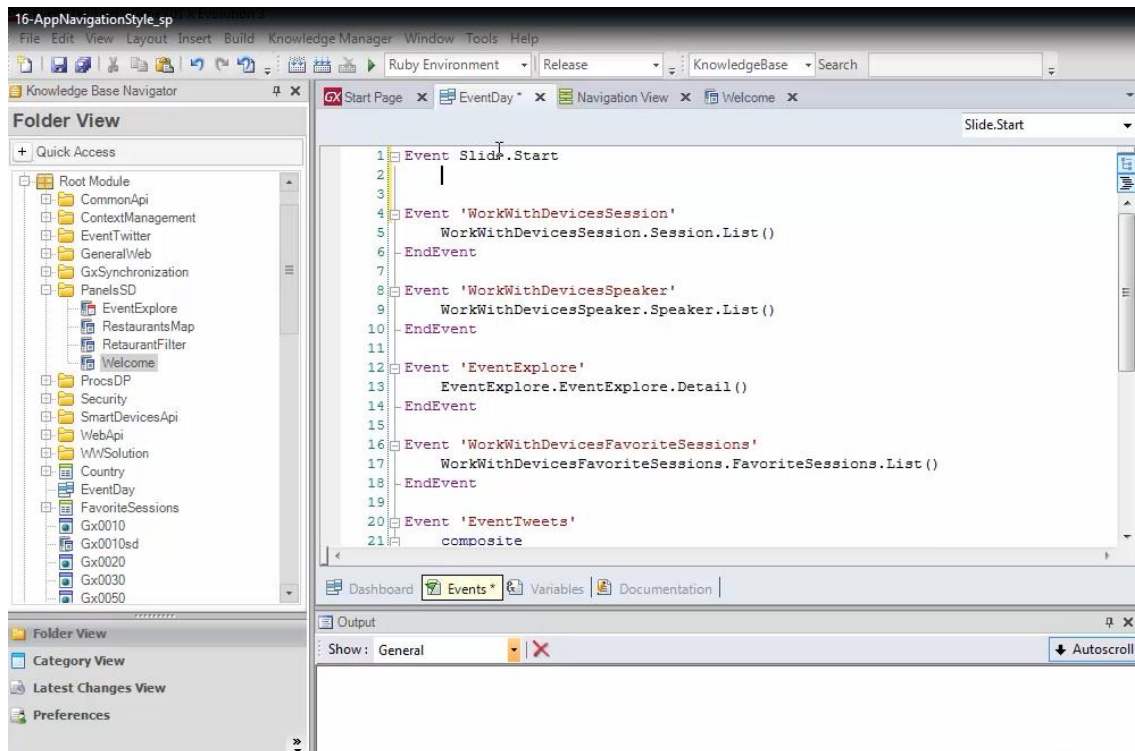 16-AppNavigationStyle_sp
File Edit View Layout Insert Build Knowledge Manager Window Tools Help
Ruby Environment Release KnowledgeBase Search
Knowledge Base Navigator
Start Page EventDay * Navigation View Welcome
Folder View
Slide.Start
Quick Access
Root Module
CommonApi
ContextManagement
EventTwitter
GeneralWeb
GxSynchronization
PanelsSD
EventExplore
RestaurantsMap
RetaurantFilter
Welcome
ProcsDP
Security
SmartDevicesApi
WebApi
WWSolution
Country
EventDay
FavoriteSessions
Gx0010
Gx0010sd
Gx0020
Gx0030
Gx0050
1 Event Slide.Start
2
3
4 Event 'WorkWithDevicesSession'
5 WorkWithDevicesSession.Session.List()
6 EndEvent
7
8 Event 'WorkWithDevicesSpeaker'
9 WorkWithDevicesSpeaker.Speaker.List()
10 EndEvent
11
12 Event 'EventExplore'
13 EventExplore.EventExplore.Detail()
14 EndEvent
15
16 Event 'WorkWithDevicesFavoriteSessions'
17 WorkWithDevicesFavoriteSessions.FavoriteSessions.List()
18 EndEvent
19
20 Event 'EventTweets'
21 composite
Dashboard Events * Variables Documentation
Folder View
Category View
Latest Changes View
Preferences
Output
Show: General Autoscroll